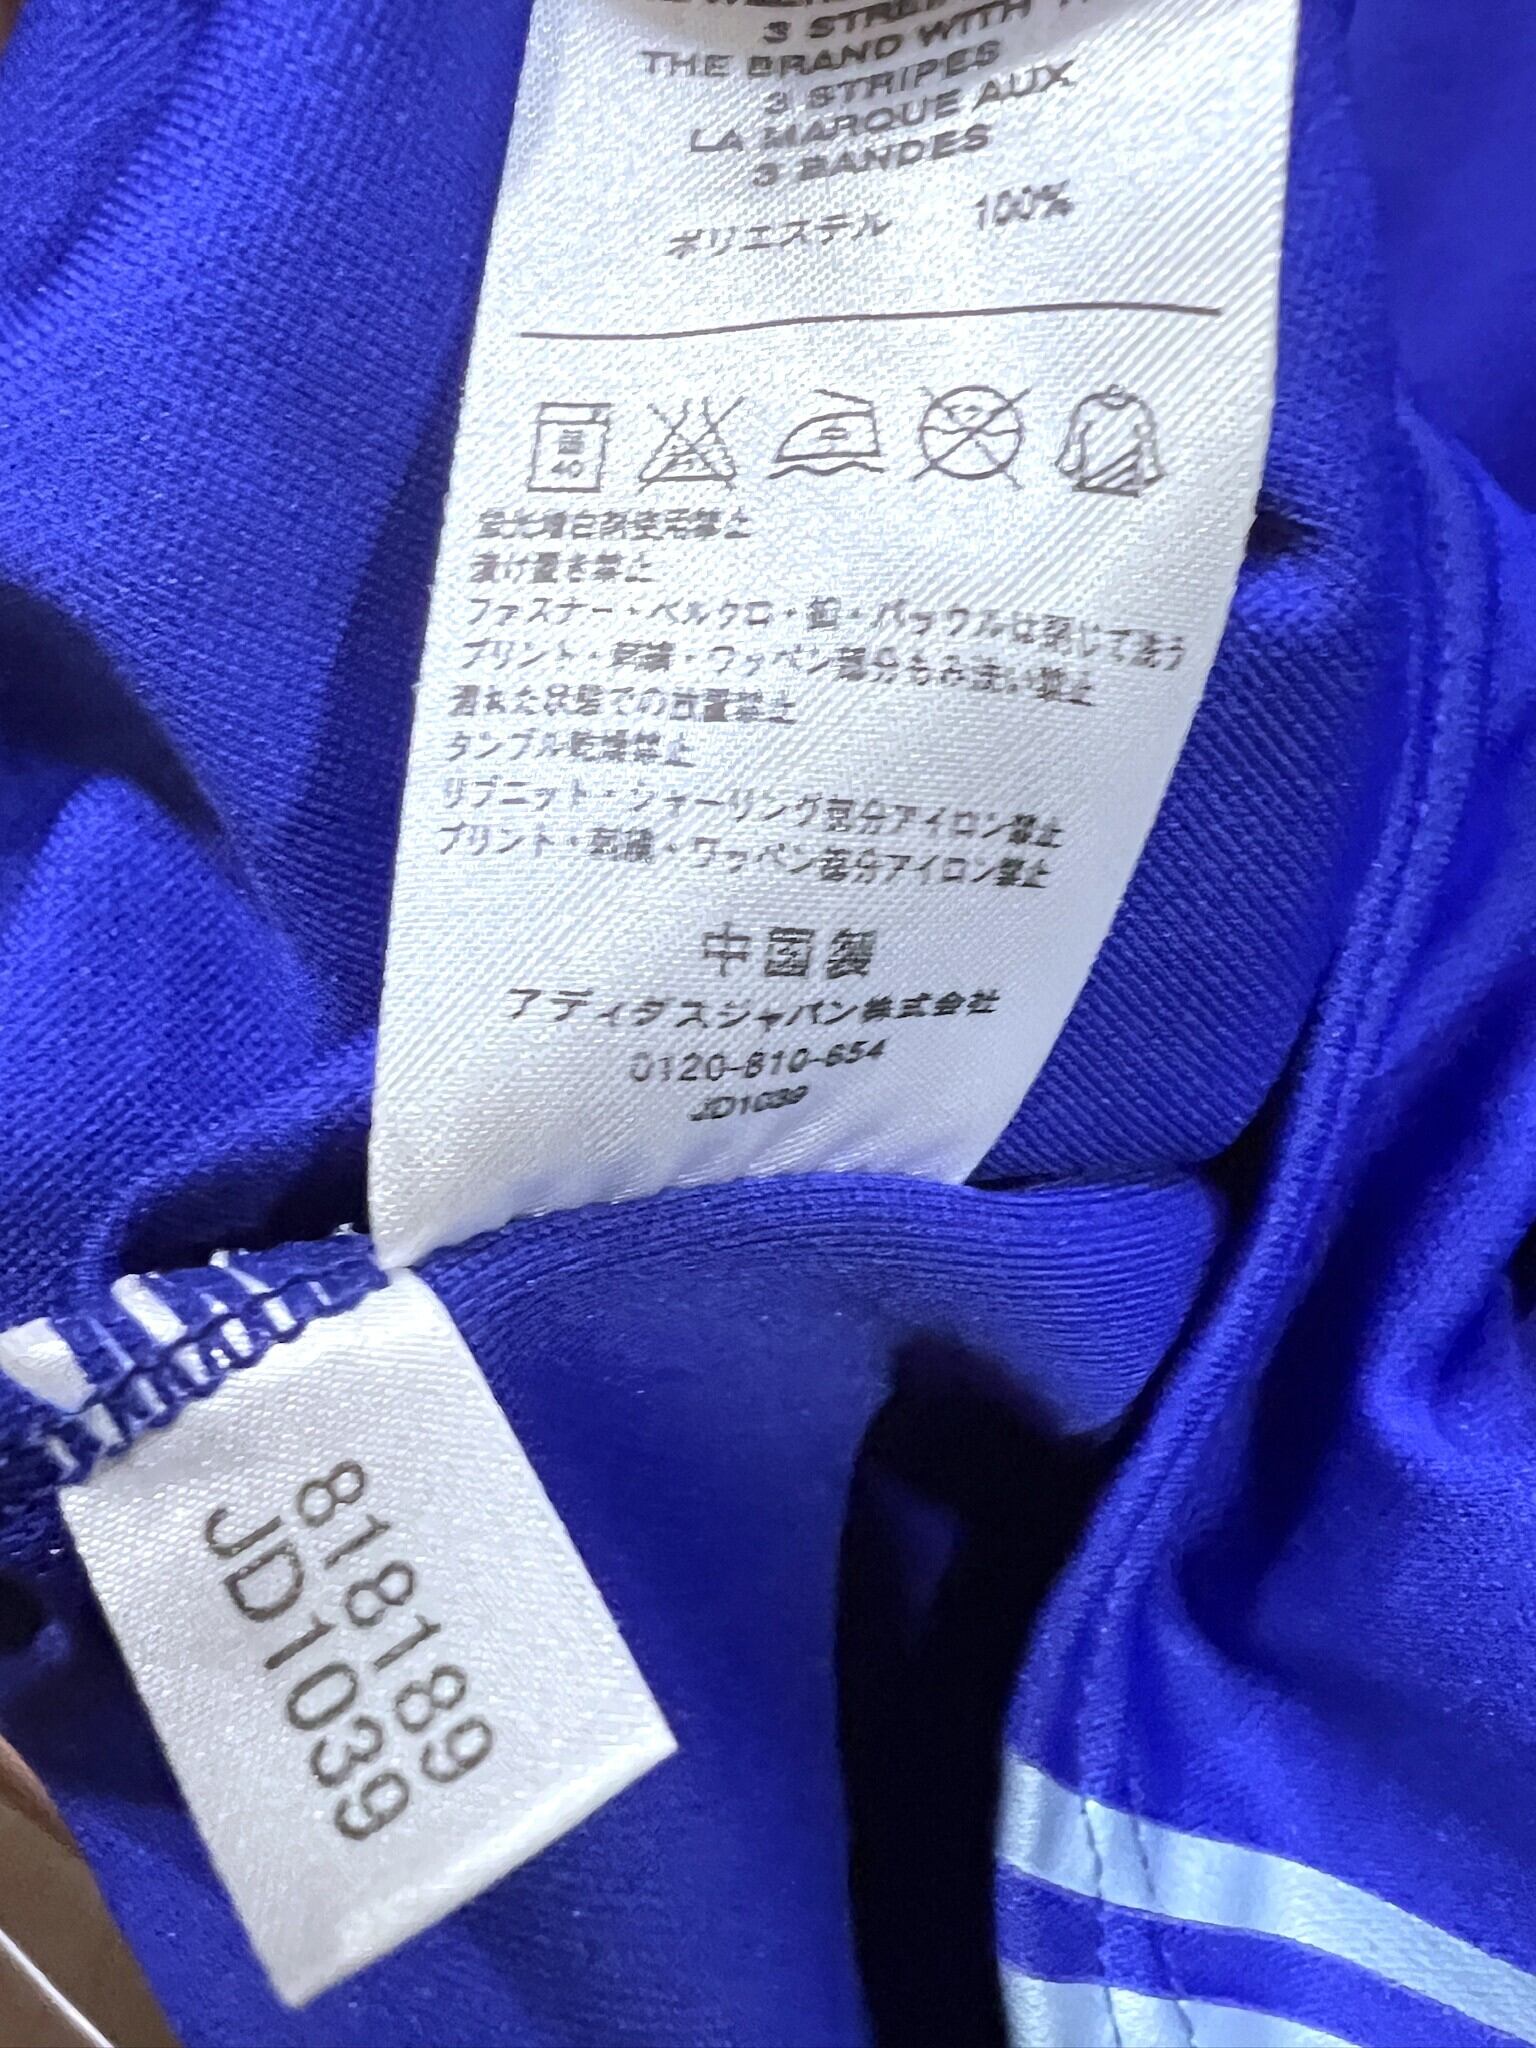 3 STREIFEN
THE BRAND WITH THE
3 STRIPES
LA MARQUE AUX
3 BANDES
ポリエステル 100%
40
蛍光増白剤使用禁止
漬け置き禁止
ファスナー・ベルクロ・釦・バックルは閉じて洗う
プリント・刺繍・ワッペン部分もみ洗い禁止
濡れた状態での放置禁止
タンブル乾燥禁止
リブニット・シャーリング部分アイロン禁止
プリント・刺繍・ワッペン部分アイロン禁止
中国製
アディダスジャパン株式会社
0120-810-654
JD1039
818189
JD1039